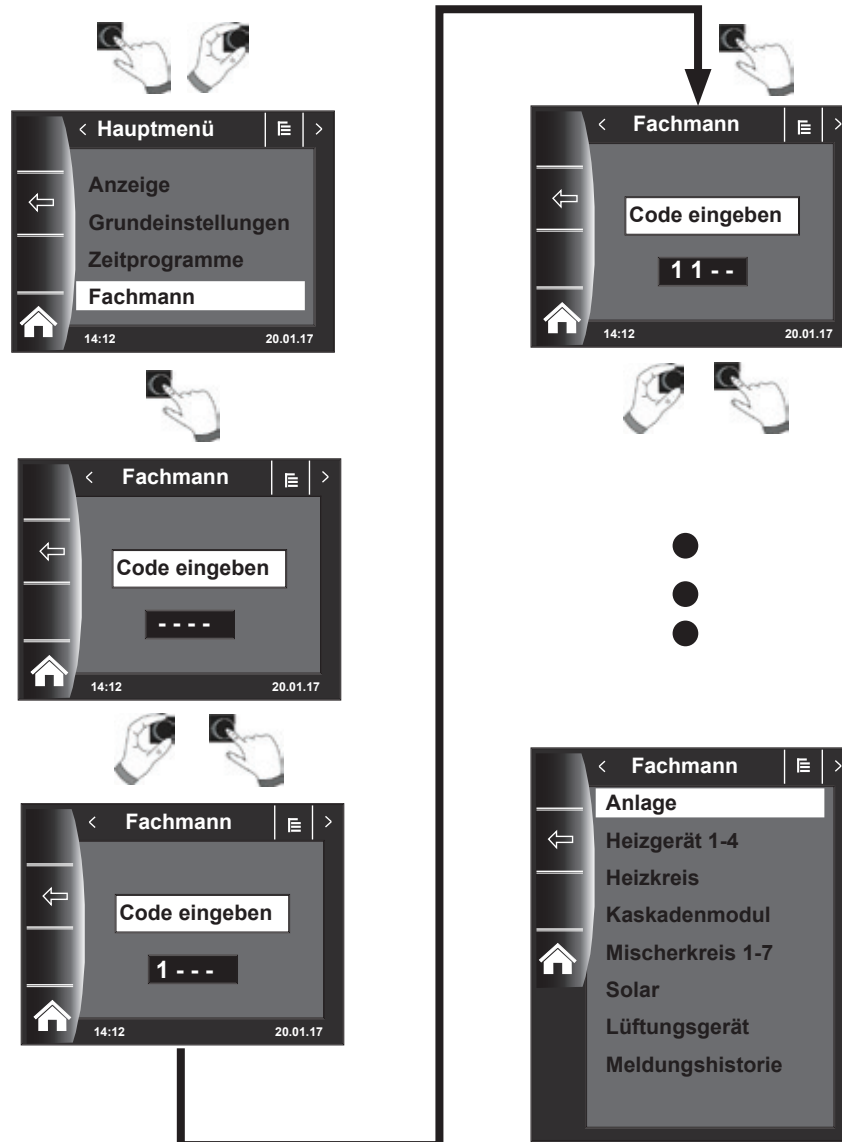 < Hauptmenü >
Anzeige
Grundeinstellungen
Zeitprogramme
Fachmann
14:12 20.01.17
< Fachmann >
Code eingeben
- - - -
14:12 20.01.17
< Fachmann >
Code eingeben
1 - - -
14:12 20.01.17
< Fachmann >
Code eingeben
1 1 - -
14:12 20.01.17
< Fachmann >
Anlage
Heizgerät 1-4
Heizkreis
Kaskadenmodul
Mischerkreis 1-7
Solar
Lüftungsgerät
Meldungshistorie